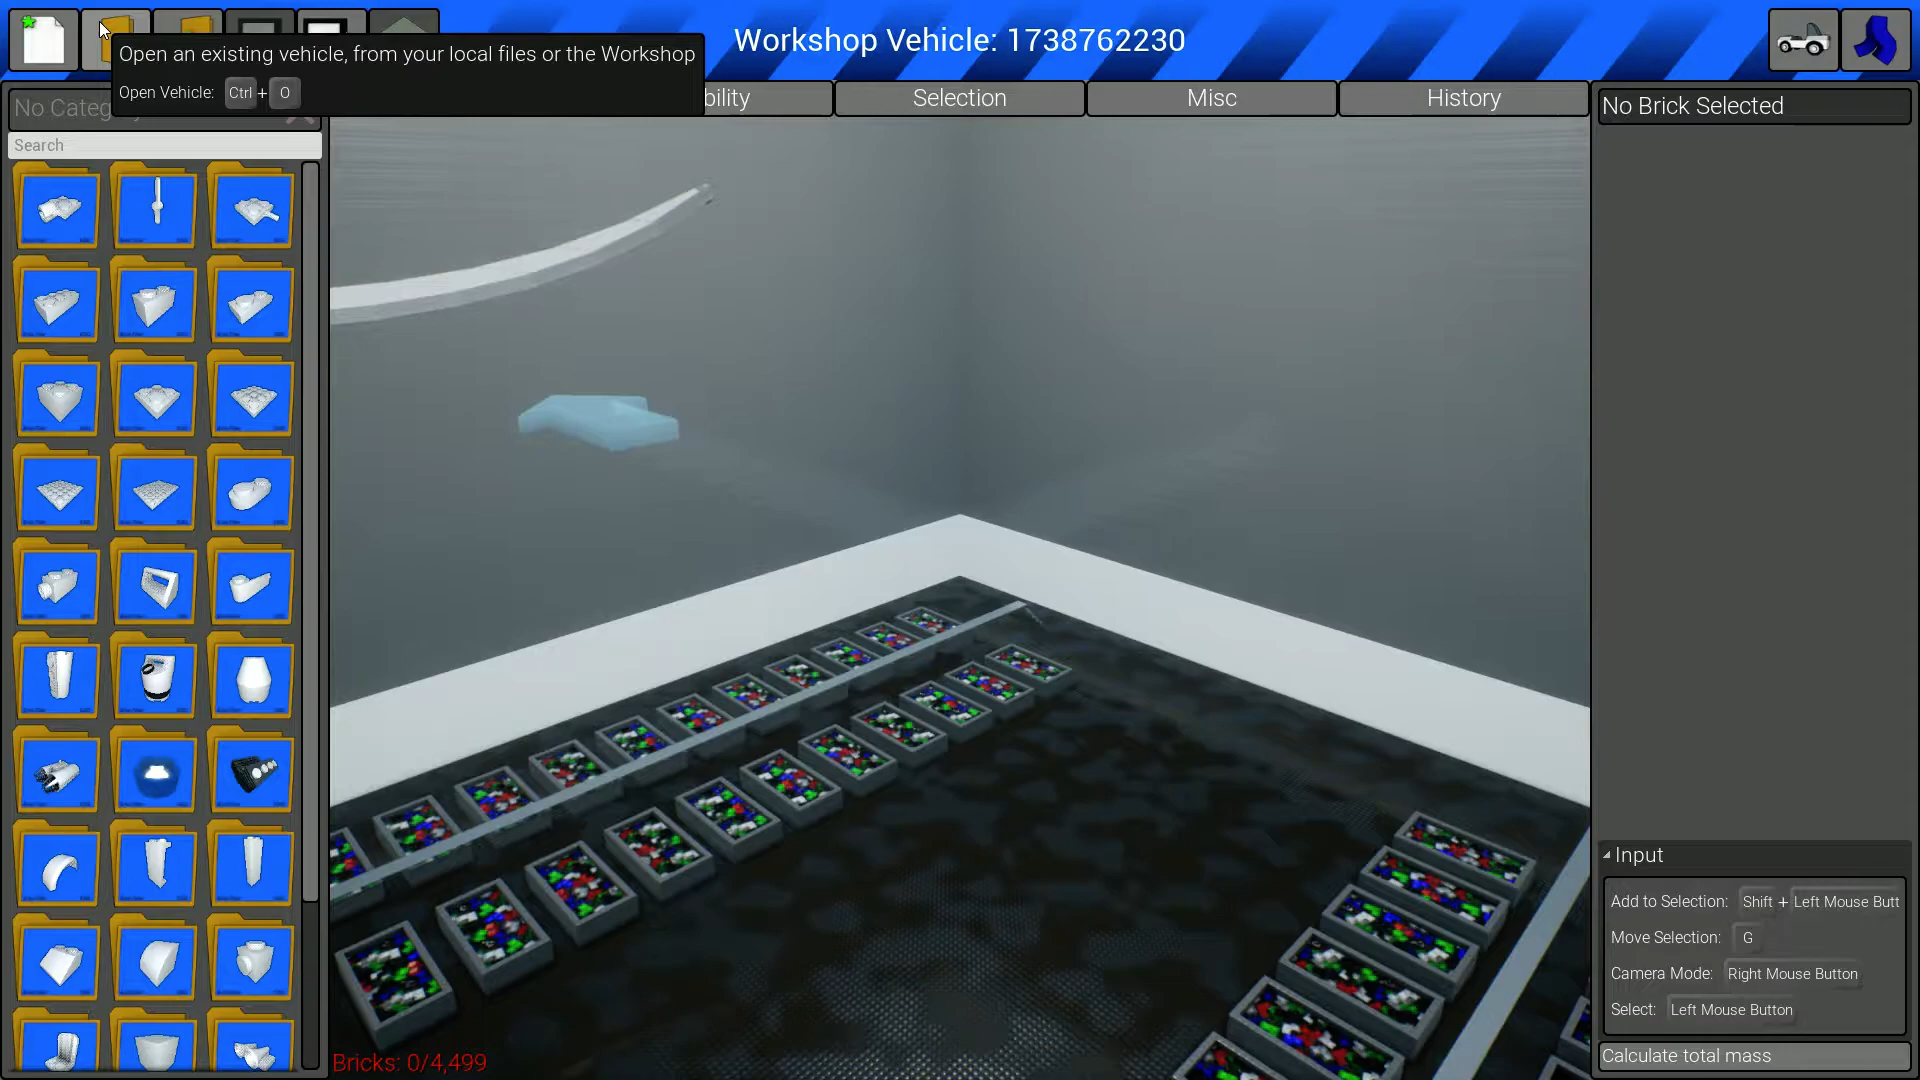 Workshop Vehicle: 1738762230
Open an existing vehicle, from your local files or the Workshop
Open Vehicle: Ctrl + O
bility
Selection
Misc
History
No Categ
Search
No Brick Selected
Input
Add to Selection: Shift + Left Mouse Butt
Move Selection: G
Camera Mode: Right Mouse Button
Select: Left Mouse Button
Calculate total mass
Bricks: 0/4,499